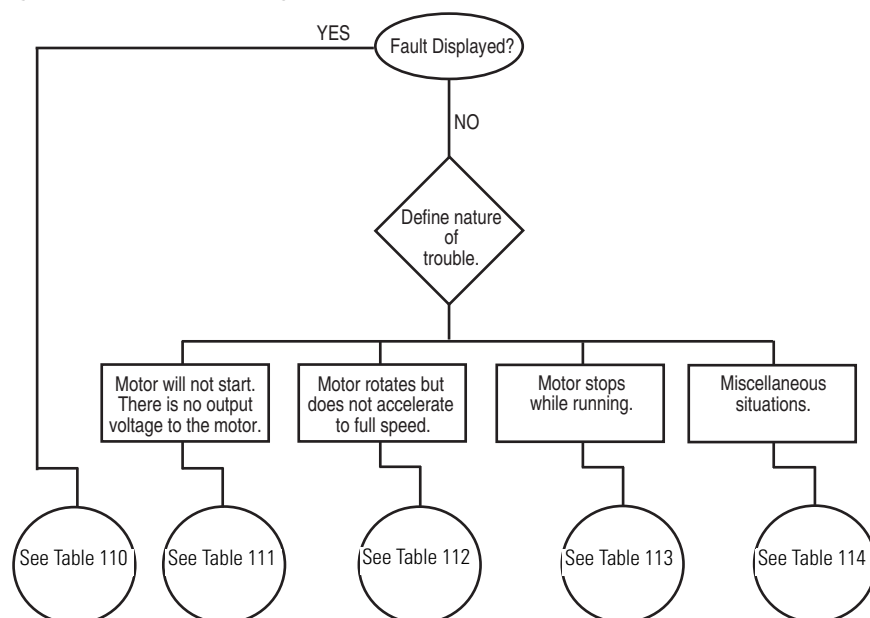 YES
Fault Displayed?
NO
Define nature
of
trouble.
Motor will not start.
There is no output
voltage to the motor.
Motor rotates but
does not accelerate
to full speed.
Motor stops
while running.
Miscellaneous
situations.
See Table 110
See Table 111
See Table 112
See Table 113
See Table 114